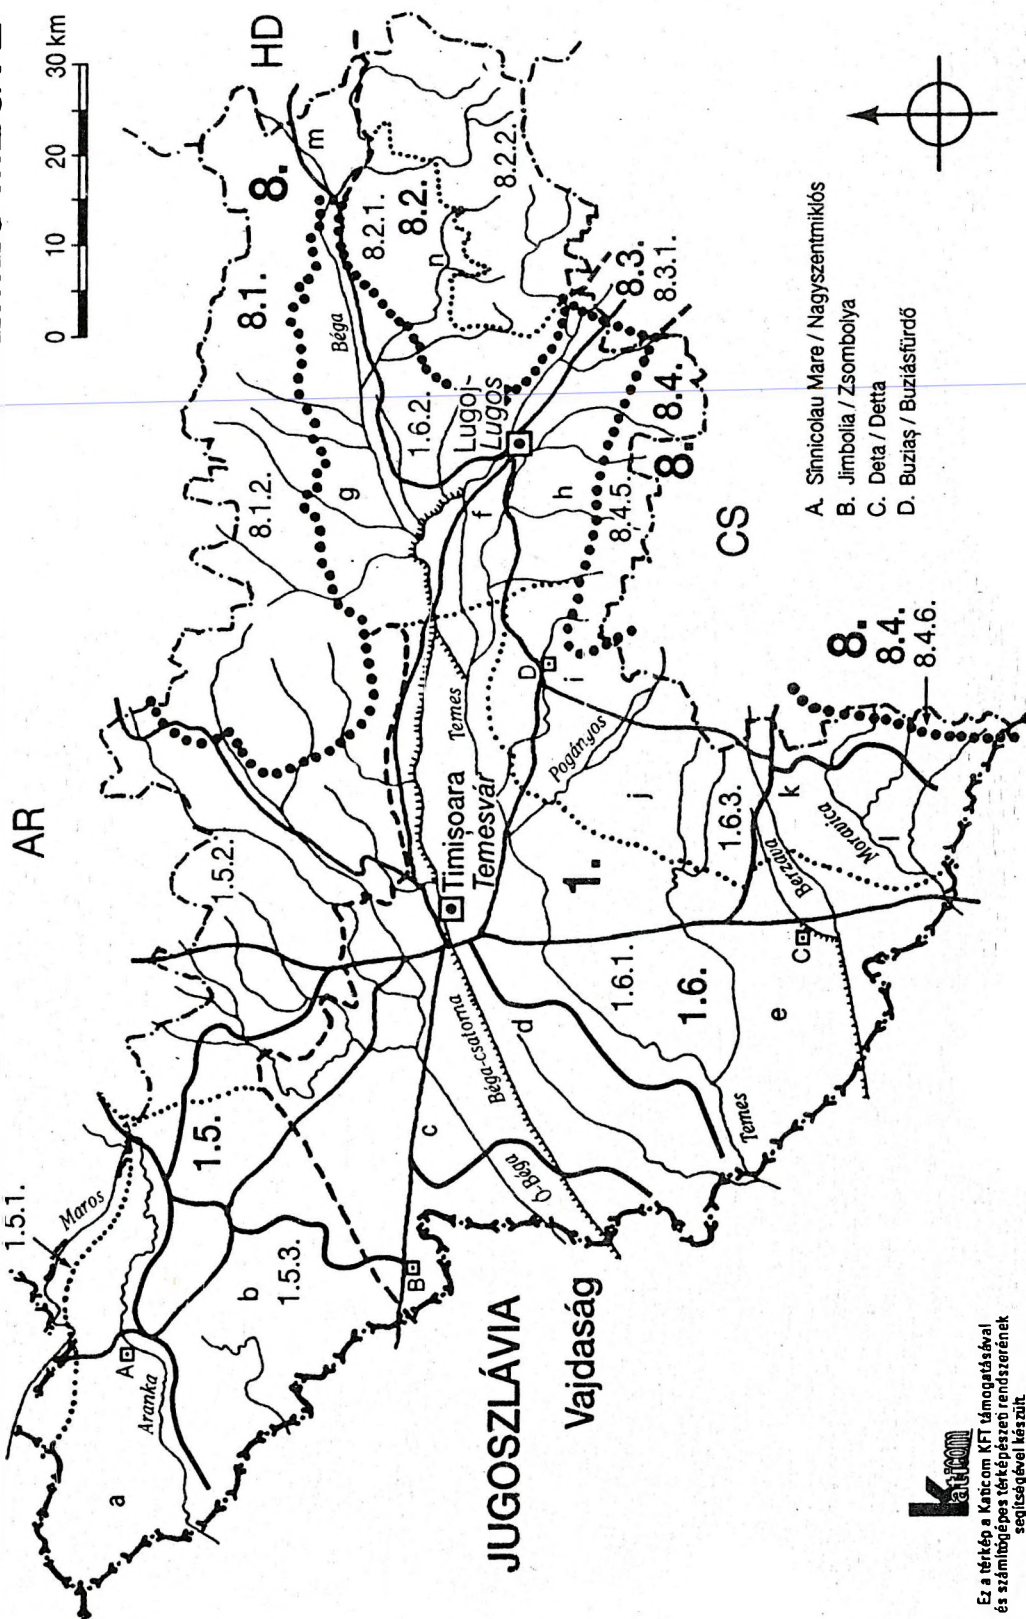 0 10 20 30 km
AR
HD
CS
JUGOSZLÁVIA
Vajdaság
1.5.1.
Maros
A
Aranka
a
b
1.5.3.
1.5.
1.5.2.
B
c
Ó-Béga
Béga-csatorna
d
Timișoara
Temesvár
Temes
Temes
1.
1.6.
1.6.1.
e
C
Pogányos
j
1.6.3.
Berzava
k
Moravica
l
D
i
8.
8.4.
8.4.6.
8.1.
8.
m
8.1.2.
g
Béga
8.2.1.
8.2.
n
8.2.2.
1.6.2.
Lugoj-
Lugos
f
h
8.4.5.
8.
8.4.
8.3.
8.3.1.
A. Sînnicolau Mare / Nagyszentmiklós
B. Jimbolia / Zsombolya
C. Deta / Detta
D. Buziaș / Buziásfürdő
Katicom
Ez a térkép a Katicom KFT támogatásával
és számítógépes térképészeti rendszerének
segítségével készült